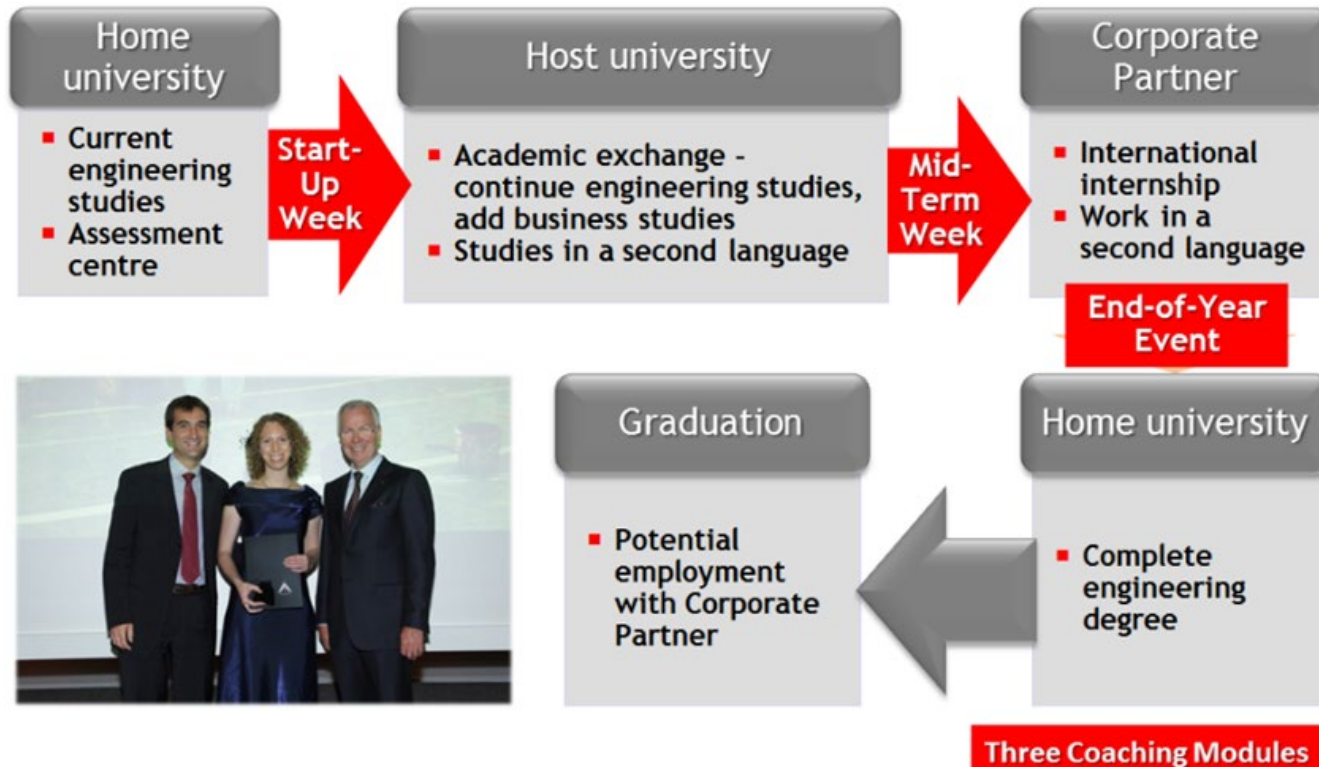 Home
university
▪ Current
engineering
studies
▪ Assessment
centre
Start-
Up
Week
Host university
▪ Academic exchange –
continue engineering studies,
add business studies
▪ Studies in a second language
Mid-
Term
Week
Corporate
Partner
▪ International
internship
▪ Work in a
second language
End-of-Year
Event
Home university
▪ Complete
engineering
degree
Graduation
▪ Potential
employment
with Corporate
Partner
Three Coaching Modules